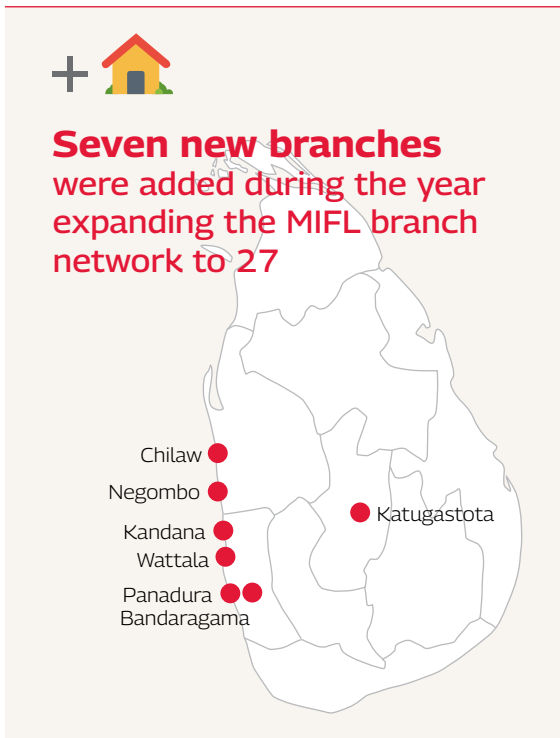 Seven new branches
were added during the year
expanding the MIFL branch
network to 27
Chilaw
Negombo
Katugastota
Kandana
Wattala
Panadura
Bandaragama